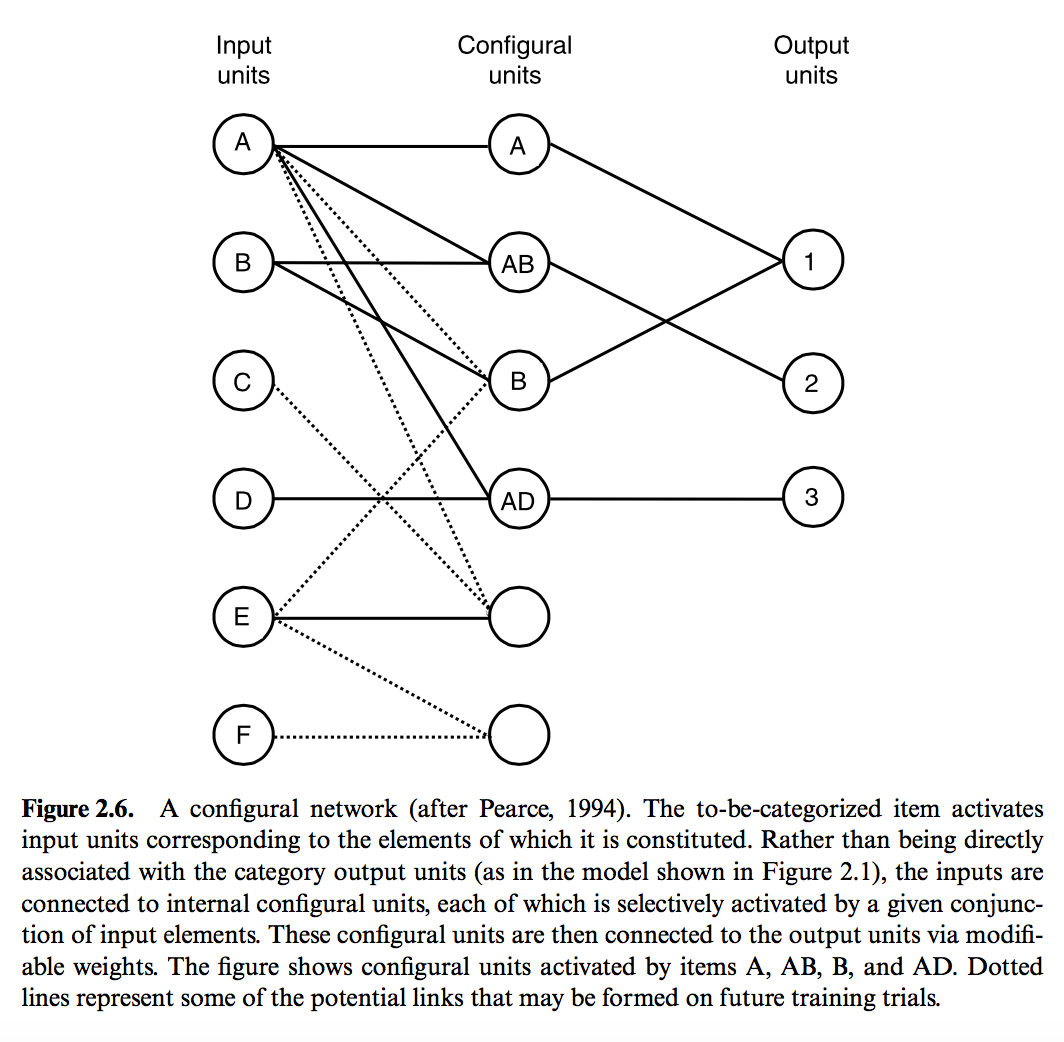 Input
units
Configural
units
Output
units
A
A
B
AB
1
C
B
2
D
AD
3
E
F
Figure 2.6. A configural network (after Pearce, 1994). The to-be-categorized item activates
input units corresponding to the elements of which it is constituted. Rather than being directly
associated with the category output units (as in the model shown in Figure 2.1), the inputs are
connected to internal configural units, each of which is selectively activated by a given conjunc-
tion of input elements. These configural units are then connected to the output units via modifi-
able weights. The figure shows configural units activated by items A, AB, B, and AD. Dotted
lines represent some of the potential links that may be formed on future training trials.